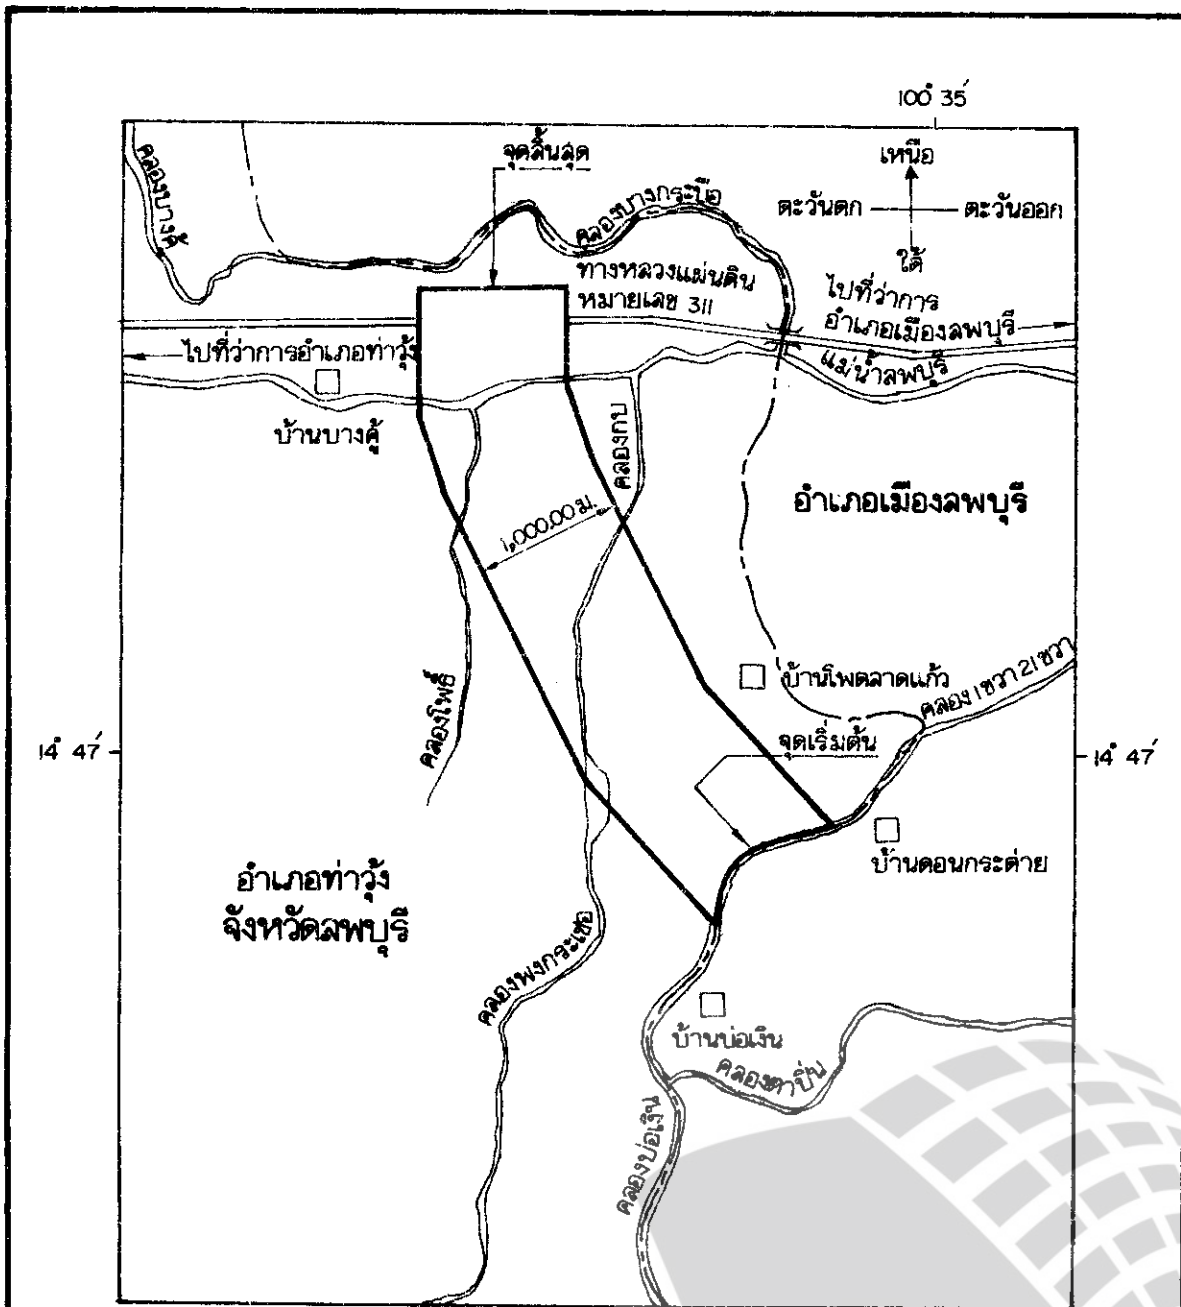 100° 35′
จุดสิ้นสุด
เหนือ
ตะวันตก
ตะวันออก
ใต้
คลองบางคู้
คลองบางกระบือ
ทางหลวงแผ่นดิน
หมายเลข 311
ไปที่ว่าการ
อำเภอเมืองลพบุรี
ไปที่ว่าการอำเภอท่าวุ้ง
แม่น้ำลพบุรี
บ้านบางคู้
คลองกบ
อำเภอเมืองลพบุรี
1,000.00 ม.
บ้านโพตลาดแก้ว
คลอง 1 ขวา 21 ขวา
คลองโพธิ์
จุดเริ่มต้น
14° 47′
14° 47′
บ้านดอนกระต่าย
อำเภอท่าวุ้ง
จังหวัดลพบุรี
คลองพงกระเชอ
บ้านบ่อเงิน
คลองตาปิ่น
คลองบ่อเงิน